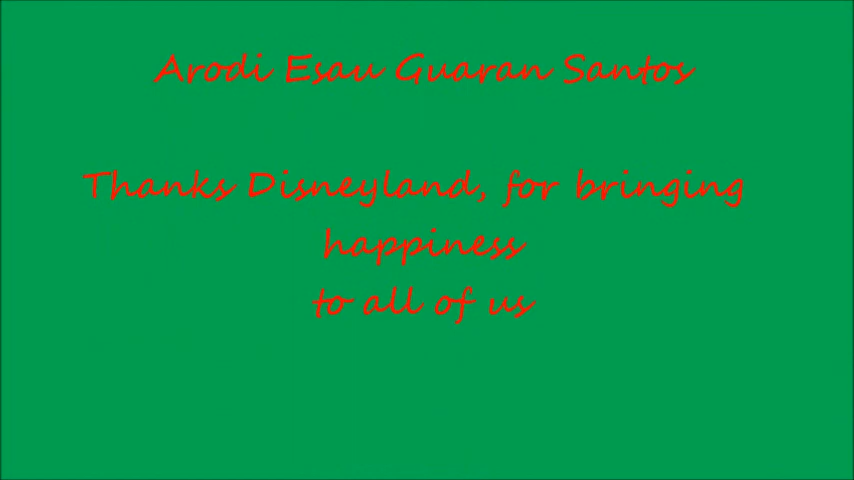 Arodi Esau Guaran Santos
Thanks Disneyland, for bringing
happiness
to all of us